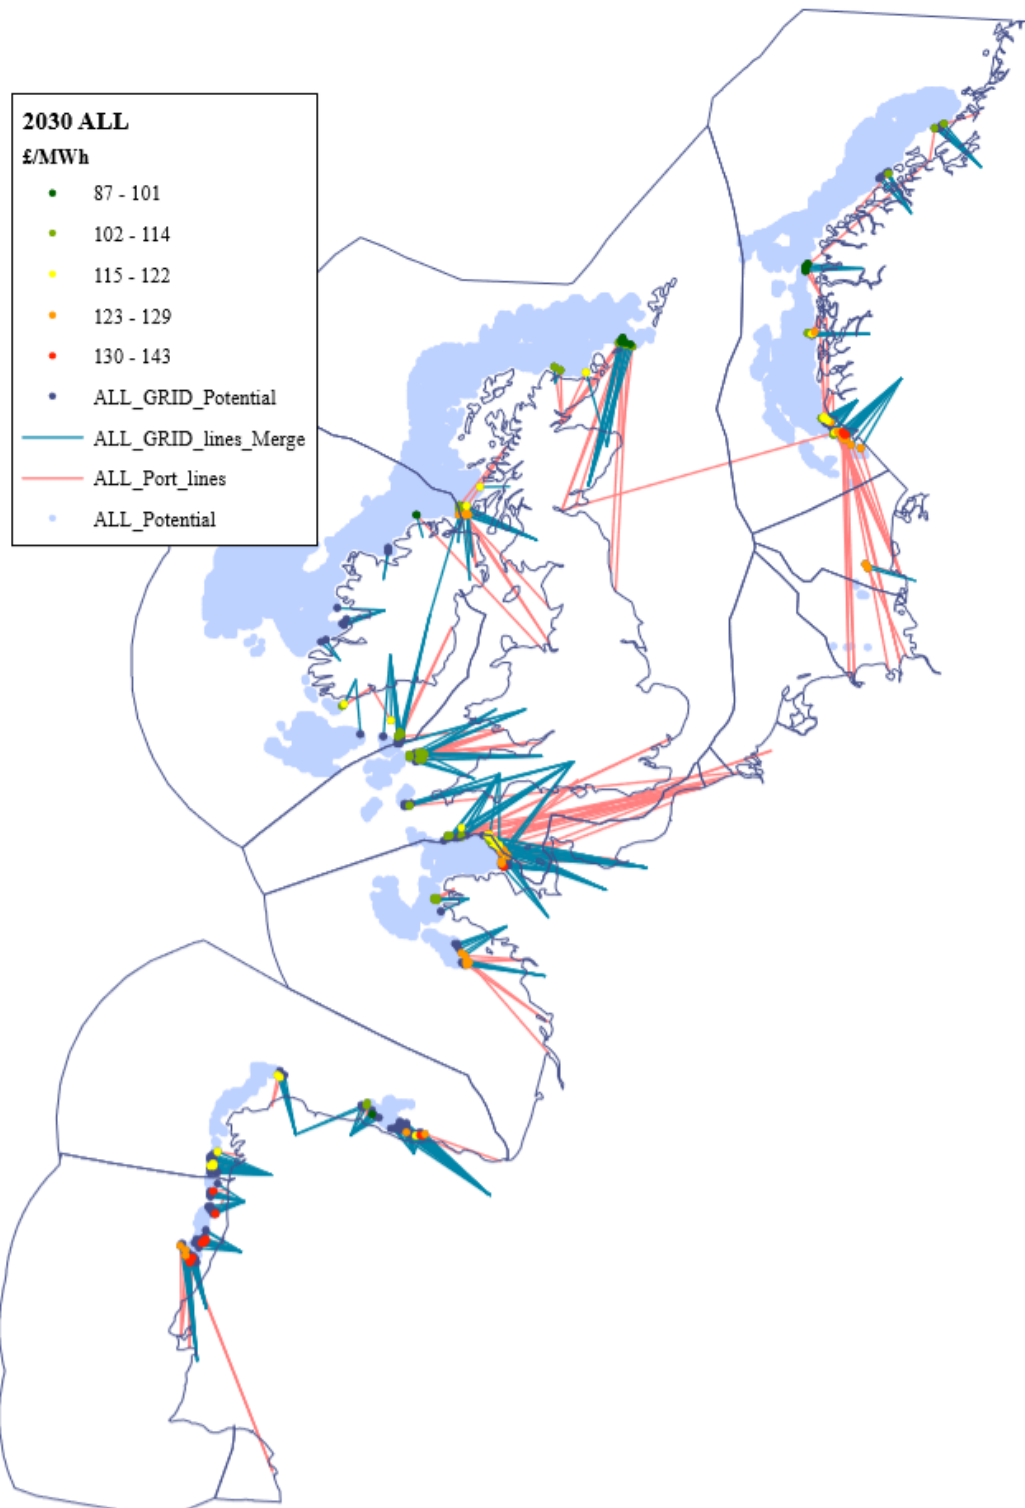 2030 ALL
£/MWh
87 - 101
102 - 114
115 - 122
123 - 129
130 - 143
ALL_GRID_Potential
ALL_GRID_lines_Merge
ALL_Port_lines
ALL_Potential